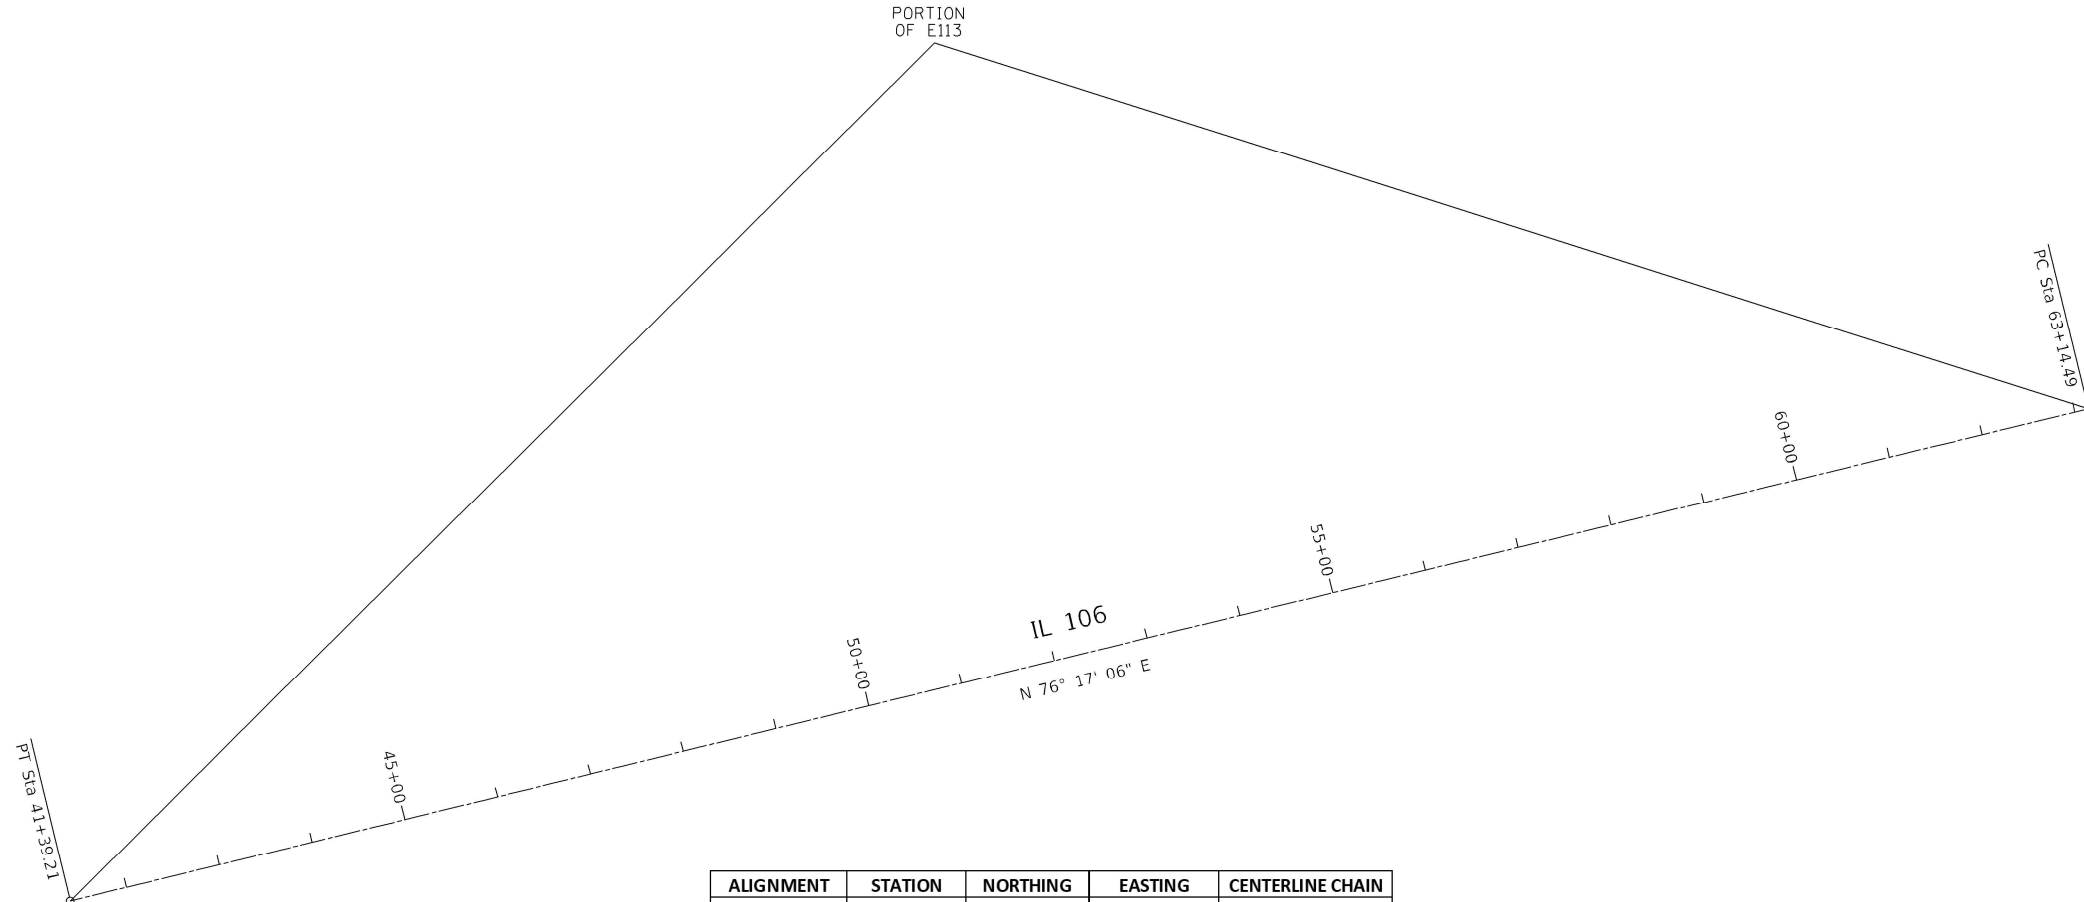 PORTION
OF E113
PC Sta 63+14.49
60+00
55+00
IL 106
N 76° 17' 06" E
50+00
45+00
PT Sta 41+39.21
ALIGNMENT STATION NORTHING EASTING CENTERLINE CHAIN